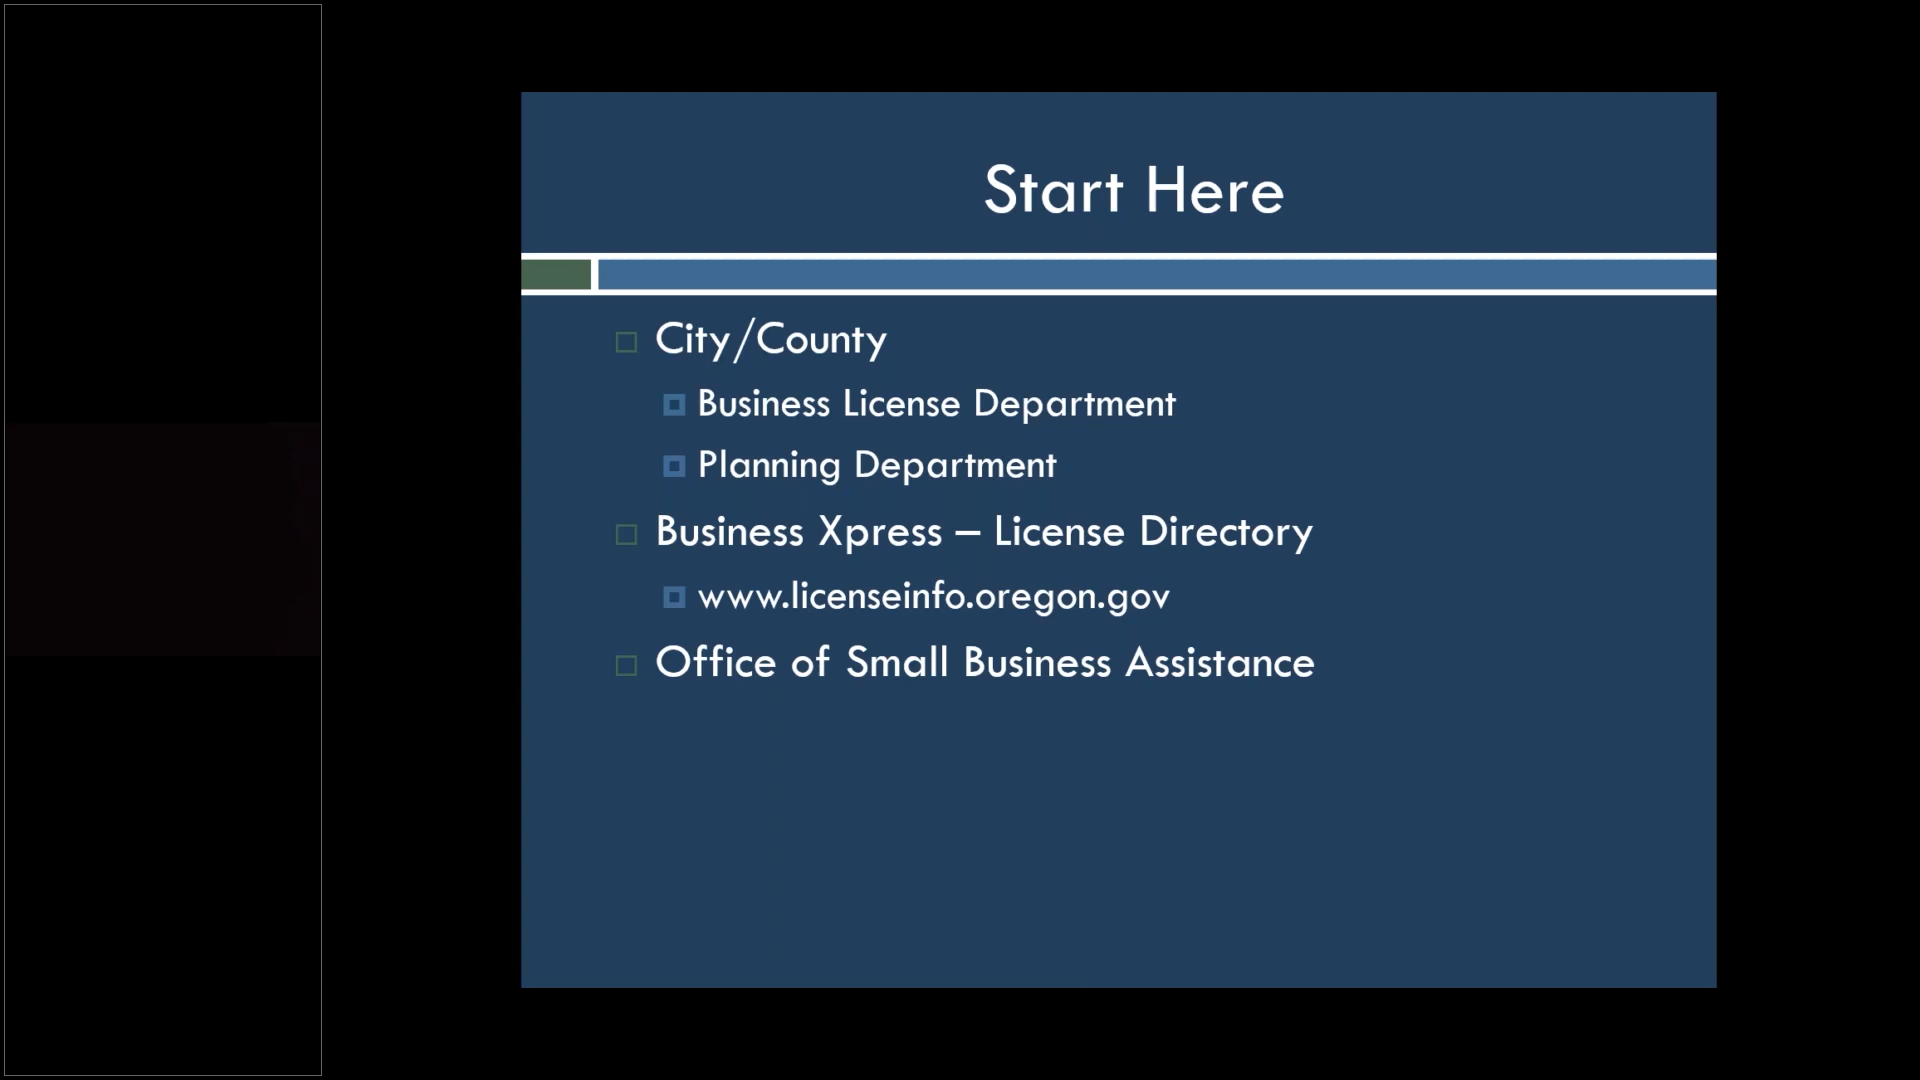 Start Here
City/County
Business License Department
Planning Department
Business Xpress – License Directory
www.licenseinfo.oregon.gov
Office of Small Business Assistance